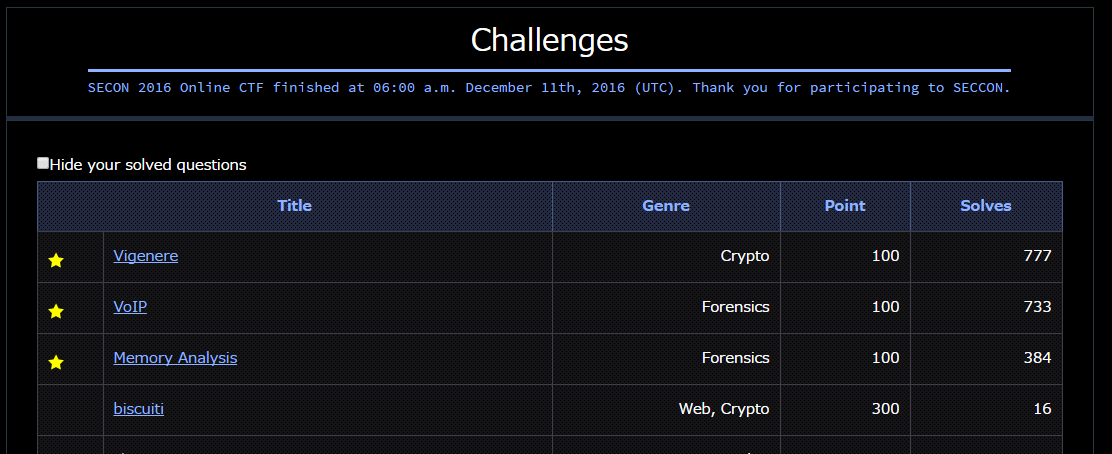 Challenges
SECON 2016 Online CTF finished at 06:00 a.m. December 11th, 2016 (UTC). Thank you for participating to SECCON.
Hide your solved questions
Title Genre Point Solves
Vigenere Crypto 100 777
VoIP Forensics 100 733
Memory Analysis Forensics 100 384
biscuiti Web, Crypto 300 16